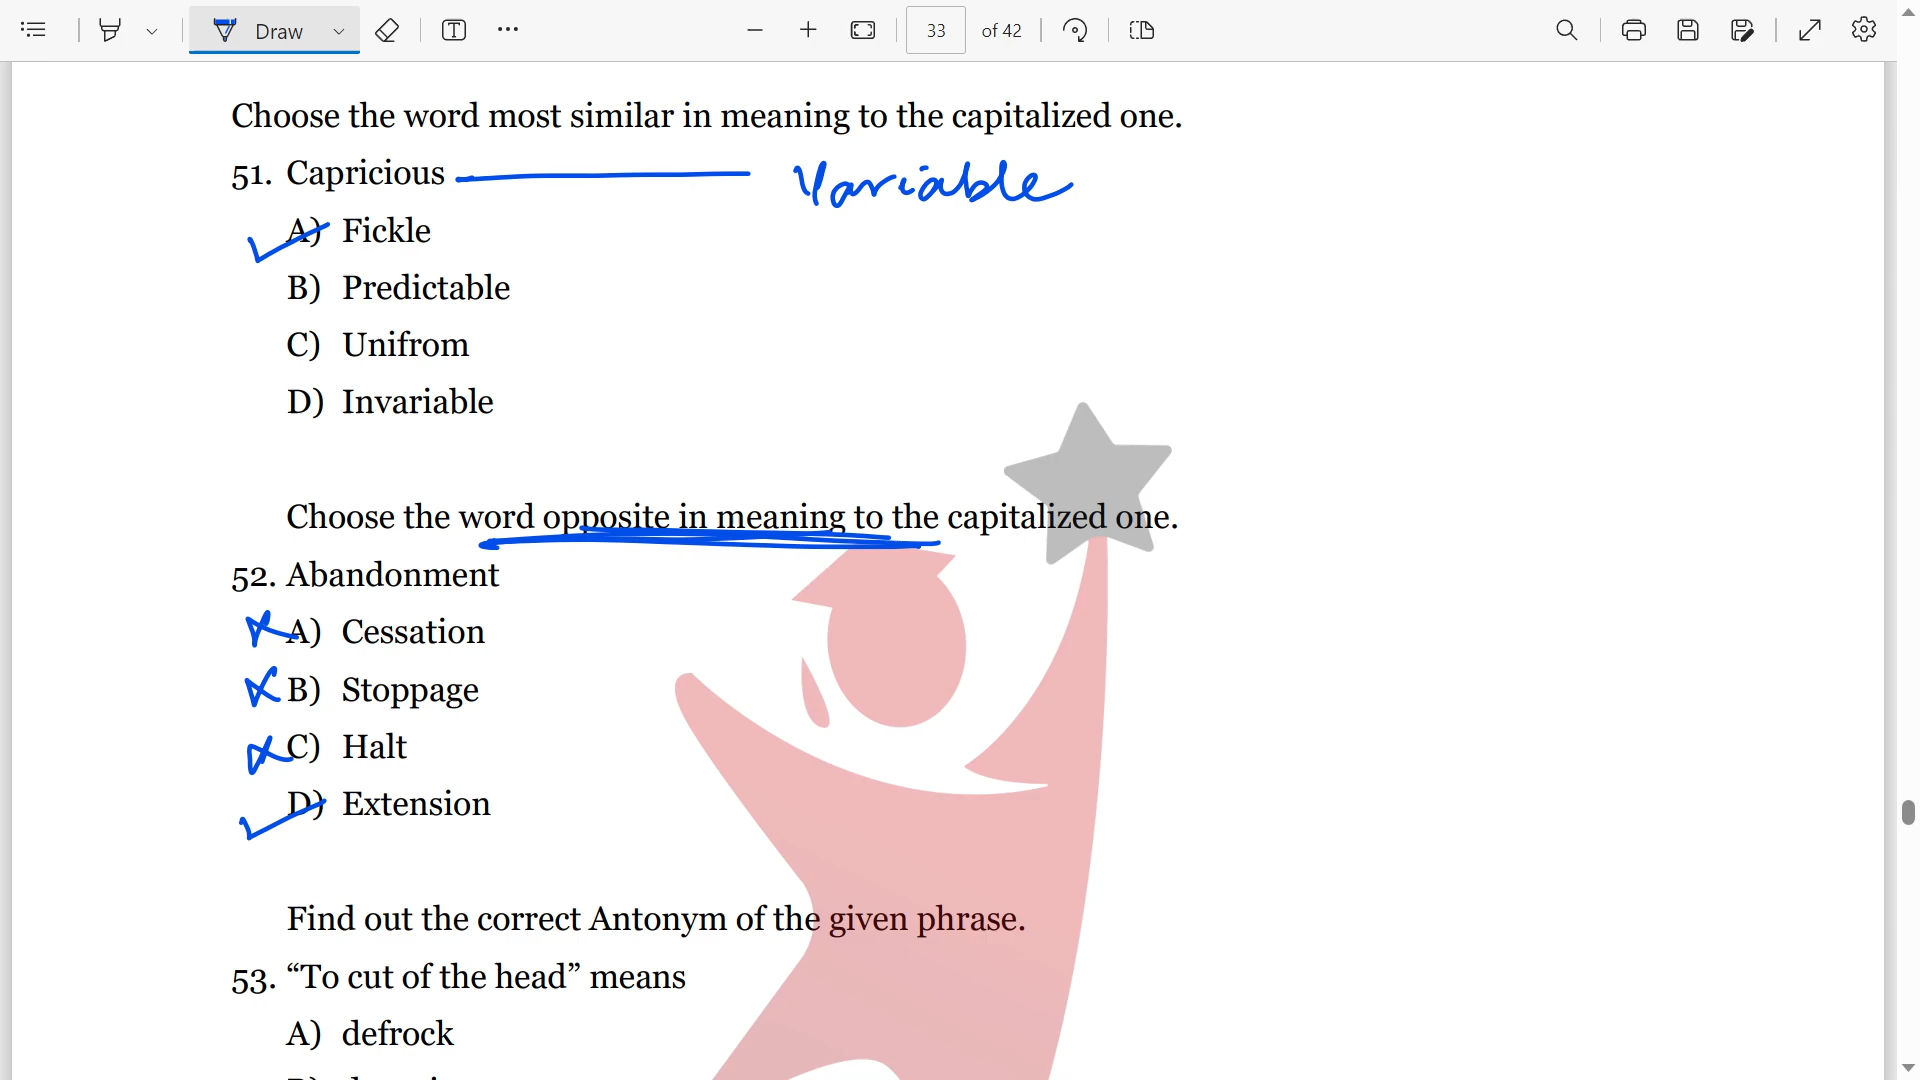 Draw
33 of 42
Choose the word most similar in meaning to the capitalized one.
51. Capricious Variable
A) Fickle
B) Predictable
C) Unifrom
D) Invariable
Choose the word opposite in meaning to the capitalized one.
52. Abandonment
A) Cessation
B) Stoppage
C) Halt
D) Extension
Find out the correct Antonym of the given phrase.
53. “To cut of the head” means
A) defrock